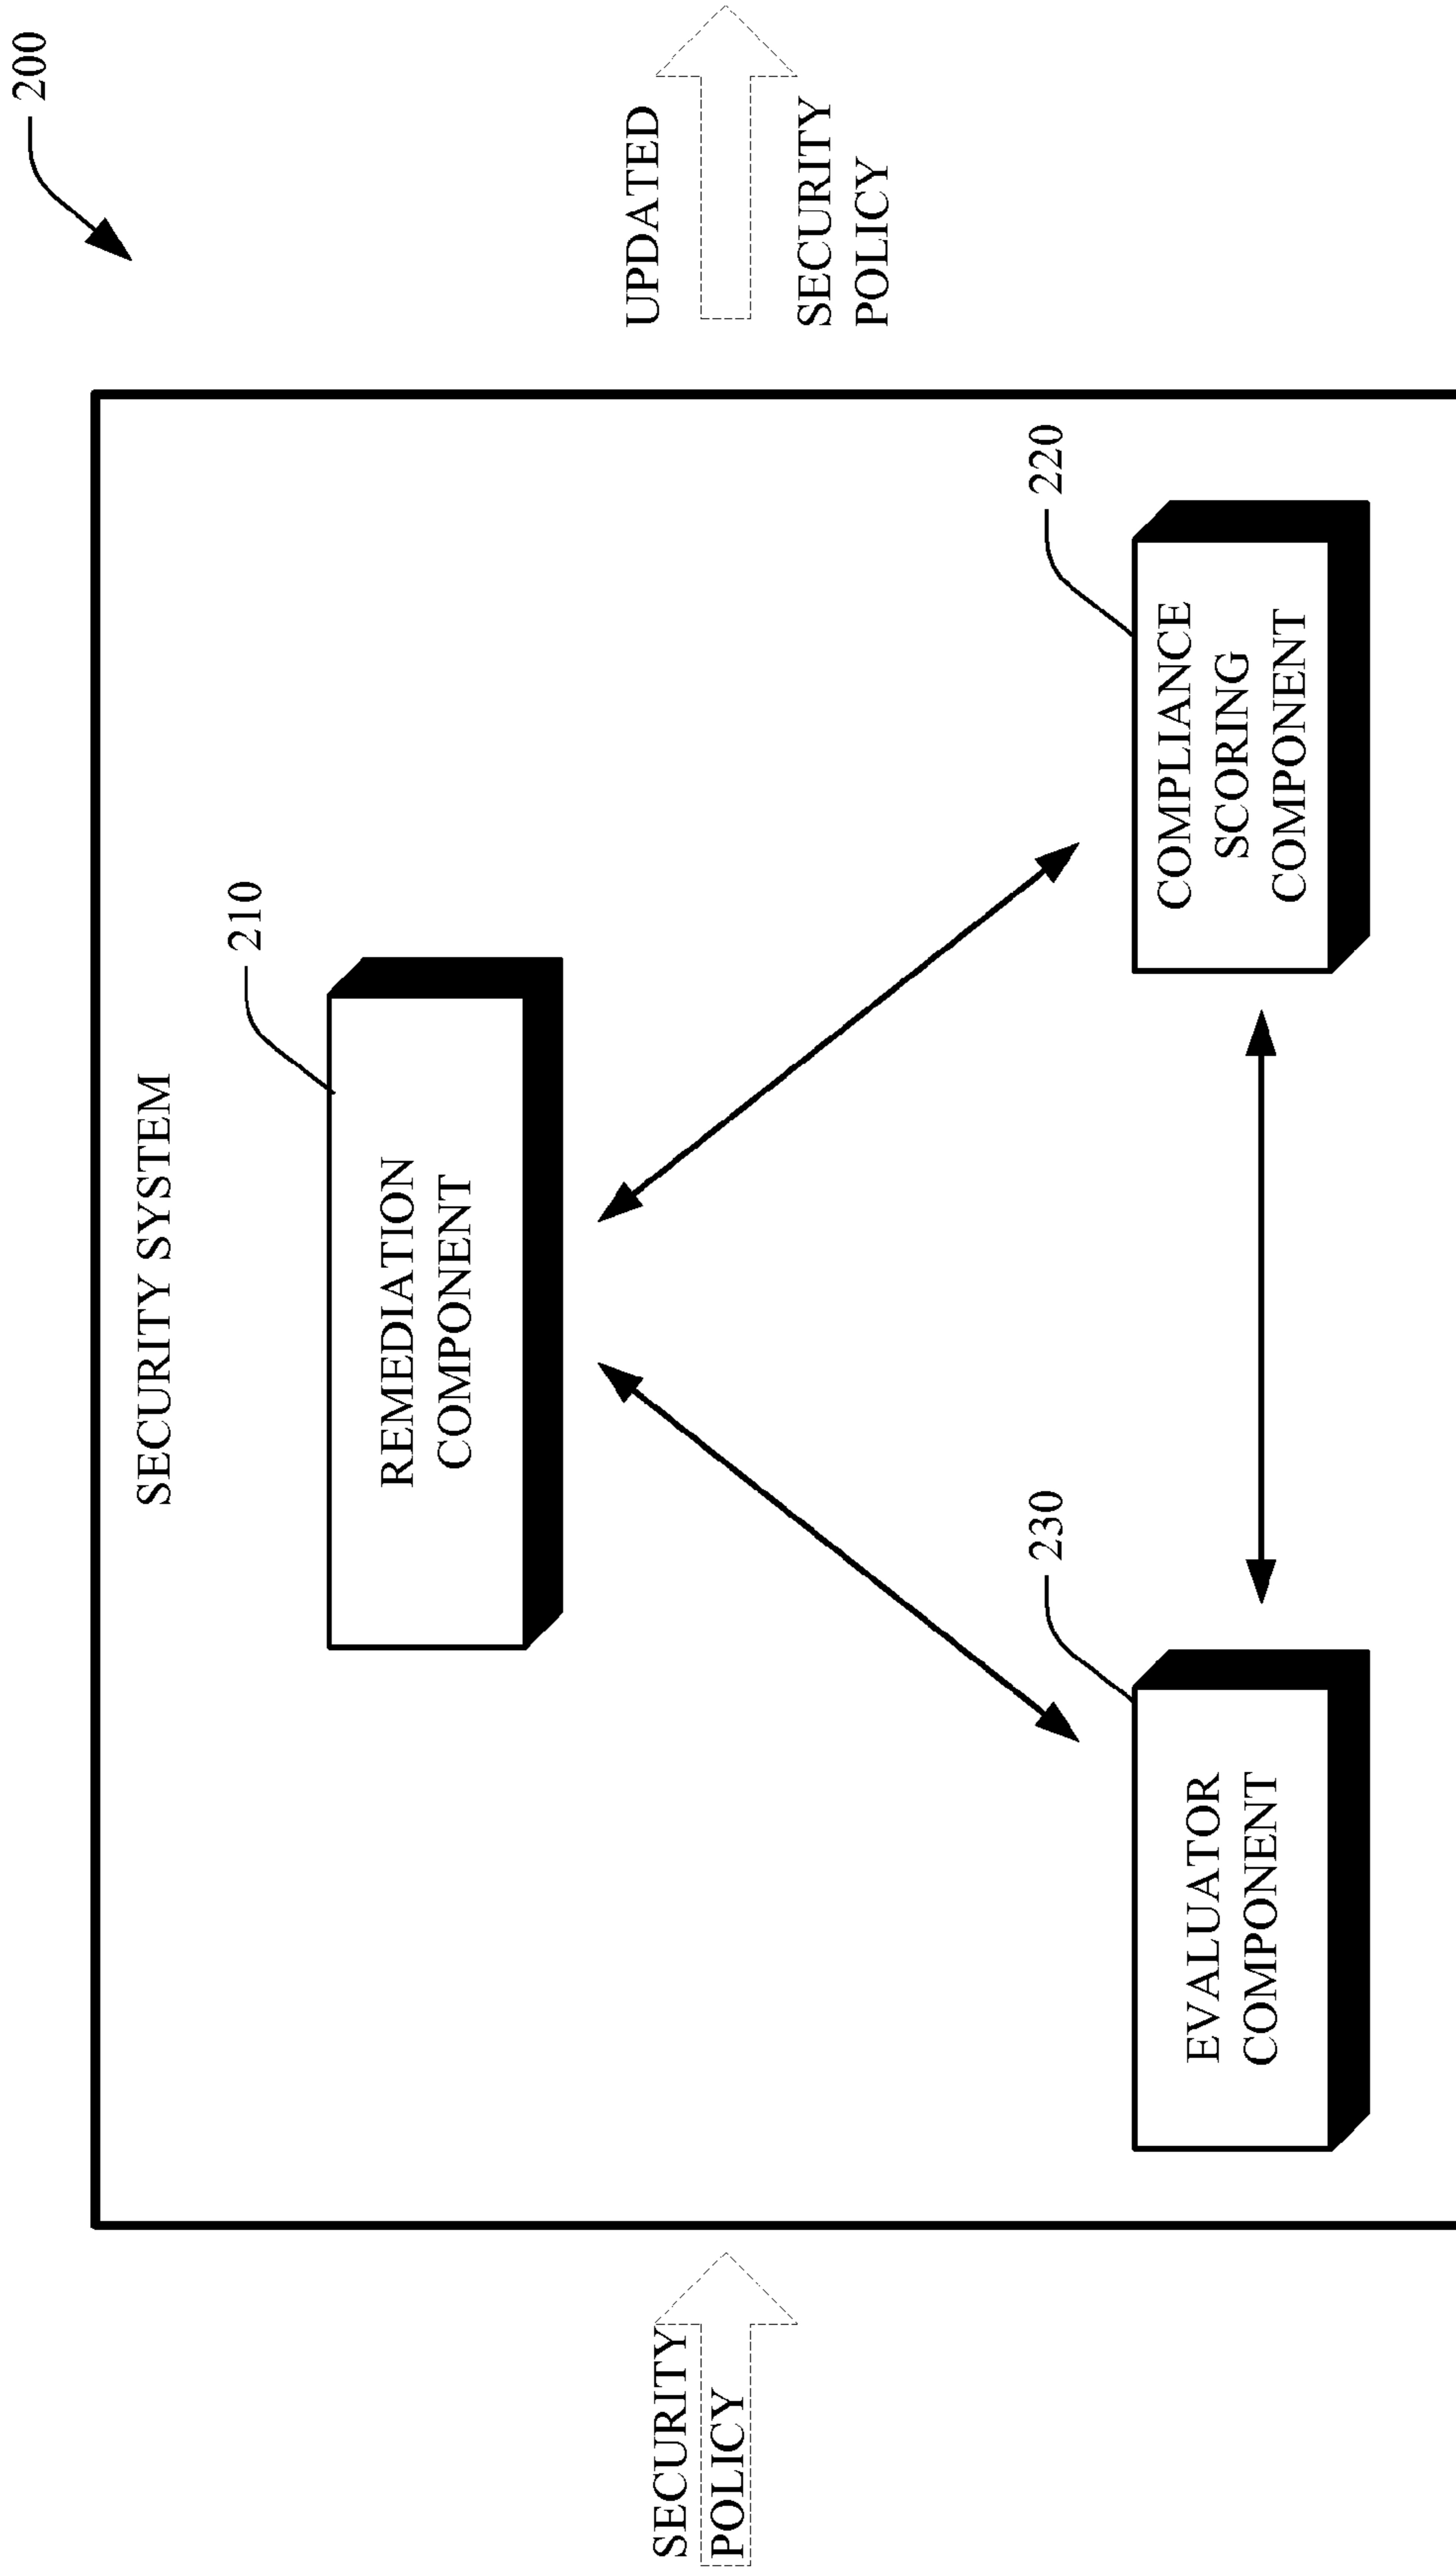 200
SECURITY SYSTEM
210
REMEDIATION
COMPONENT
SECURITY
POLICY
UPDATED
SECURITY
POLICY
230
EVALUATOR
COMPONENT
220
COMPLIANCE
SCORING
COMPONENT